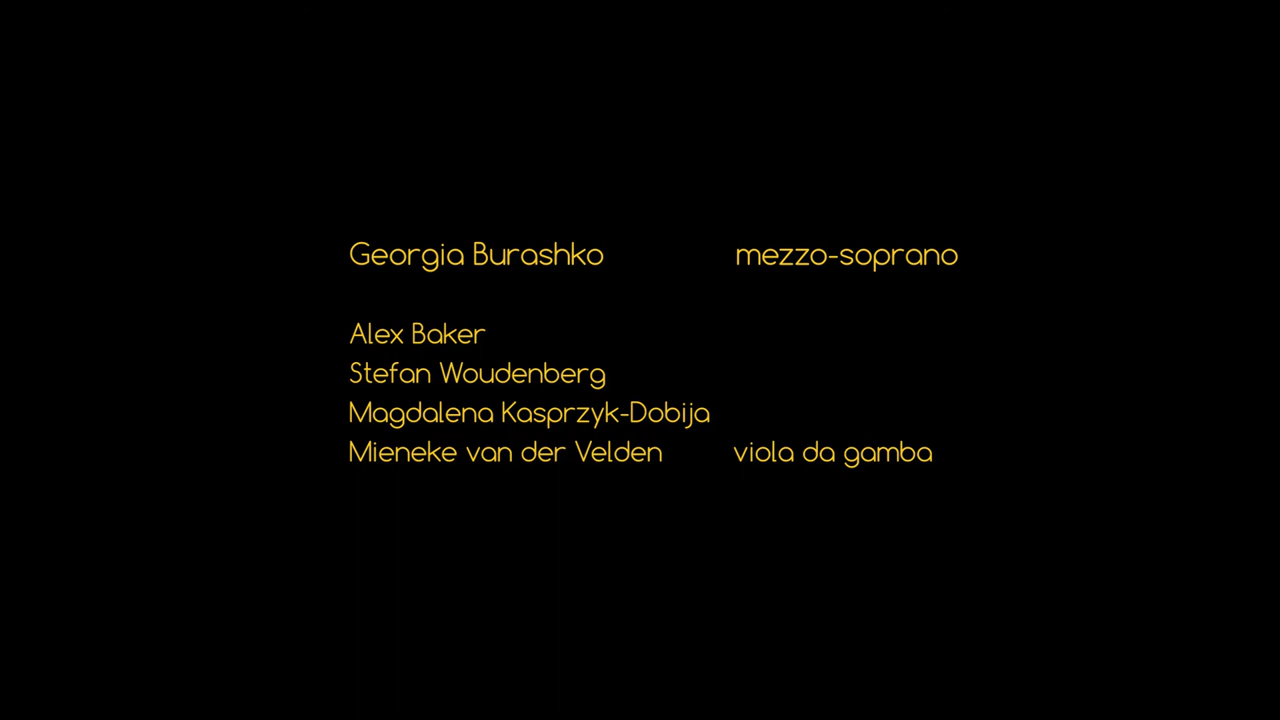 Georgia Burashko mezzo-soprano
Alex Baker
Stefan Woudenberg
Magdalena Kasprzyk-Dobija
Mieneke van der Velden viola da gamba